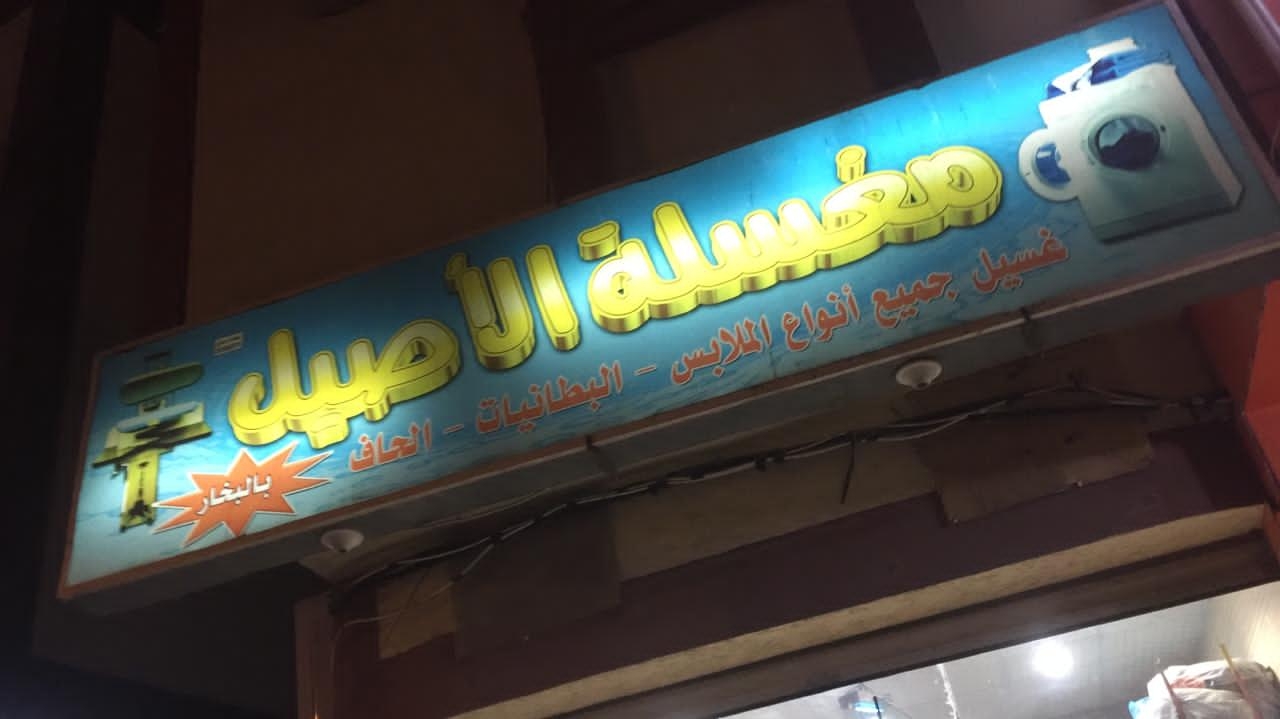 مغسلة الأصيل
غسيل جميع أنواع الملابس - البطانيات - الحاف
بالبخار